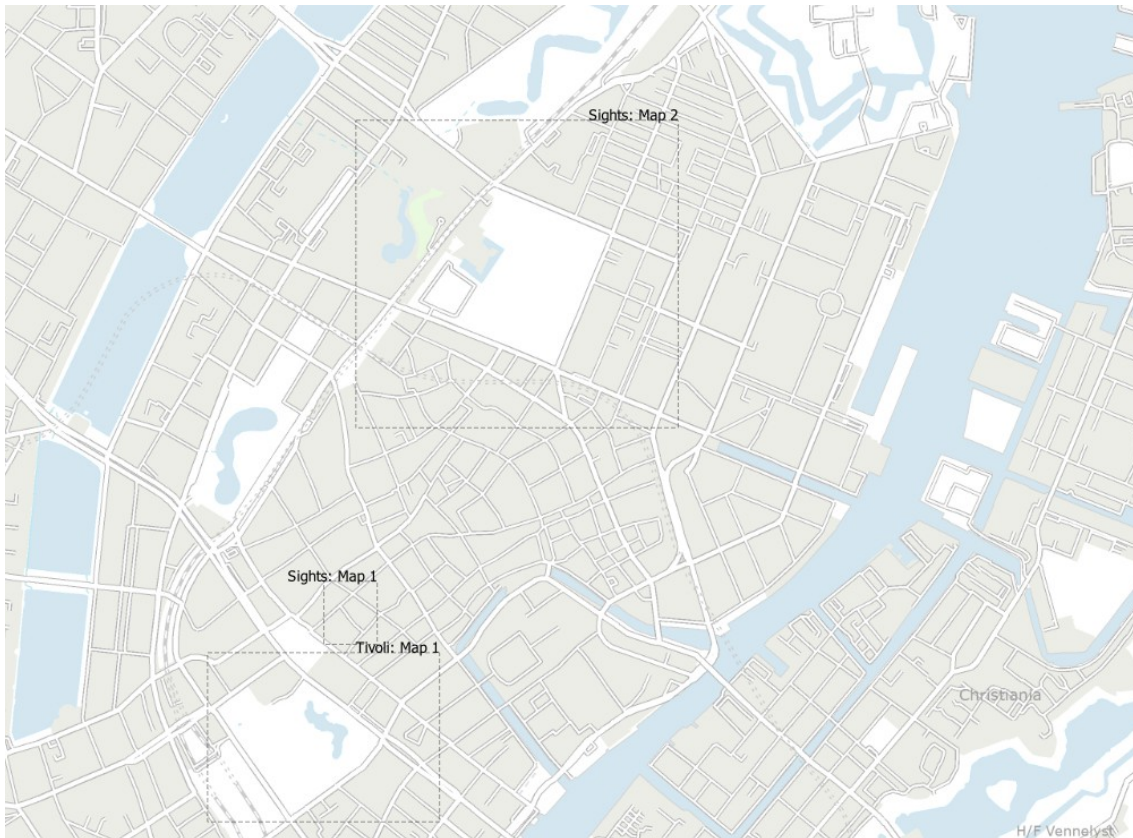 Sights: Map 2
Sights: Map 1
Tivoli: Map 1
Christiania
H/F Vennelyst